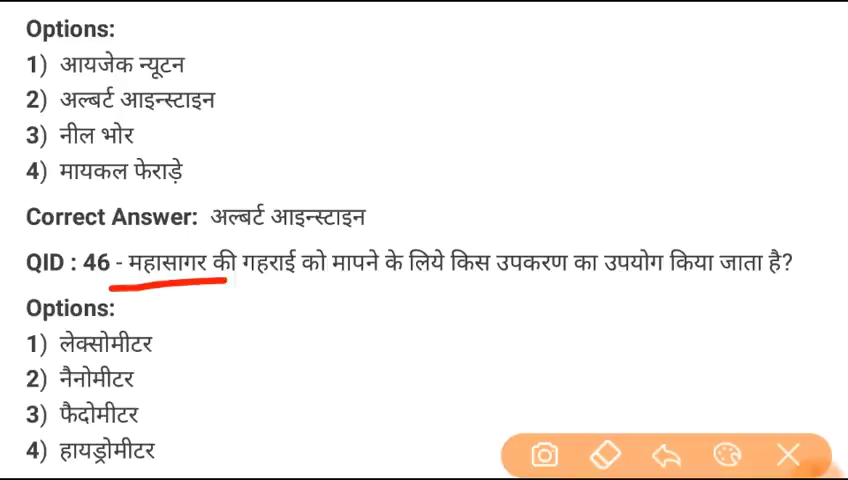 Options:
1) आयजेक न्यूटन
2) अल्बर्ट आइन्स्टाइन
3) नील भोर
4) मायकल फेराड़े
Correct Answer: अल्बर्ट आइन्स्टाइन
QID : 46 - महासागर की गहराई को मापने के लिये किस उपकरण का उपयोग किया जाता है?
Options:
1) लेक्सोमीटर
2) नैनोमीटर
3) फैदोमीटर
4) हायड्रोमीटर